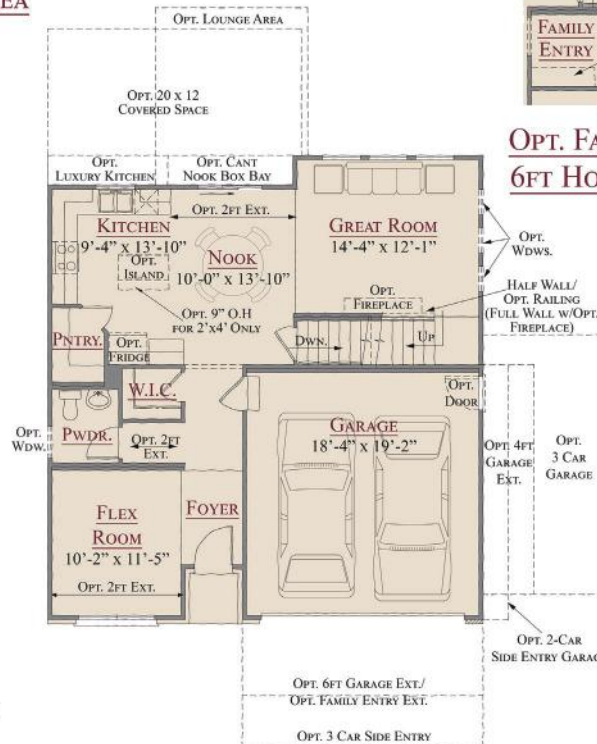 EA
OPT. LOUNGE AREA
FAMILY
ENTRY
OPT. 20 X 12
COVERED SPACE
OPT. FA
6FT HO
OPT.
LUXURY KITCHEN
OPT. CANT
NOOK BOX BAY
OPT. 2FT EXT.
KITCHEN
9'-4" X 13'-10"
OPT.
ISLAND
NOOK
10'-0" X 13'-10"
GREAT ROOM
14'-4" X 12'-1"
OPT.
WDWS.
OPT. 9" O.H
FOR 2'X4' ONLY
OPT.
FIREPLACE
HALF WALL/
OPT. RAILING
(FULL WALL W/OPT.
FIREPLACE)
PNTRY.
OPT.
FRIDGE
DWN.
UP
W.I.C.
OPT.
DOOR
OPT.
WDW.
PWDR.
OPT. 2FT
EXT.
GARAGE
18'-4" X 19'-2"
OPT. 4FT
GARAGE
EXT.
OPT.
3 CAR
GARAGE
FLEX
ROOM
10'-2" X 11'-5"
FOYER
OPT. 2FT EXT.
OPT. 2-CAR
SIDE ENTRY GARAG
OPT. 6FT GARAGE EXT./
OPT. FAMILY ENTRY EXT.
OPT. 3 CAR SIDE ENTRY